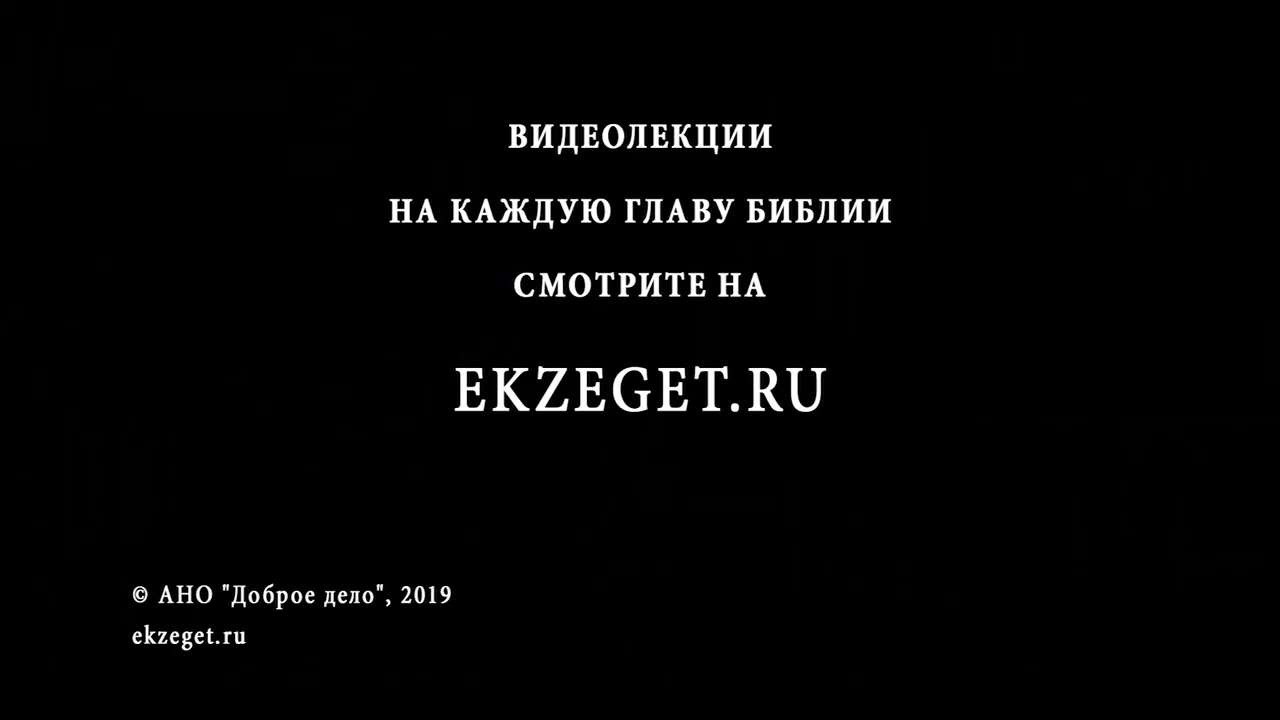 ВИДЕОЛЕКЦИИ
НА КАЖДУЮ ГЛАВУ БИБЛИИ
СМОТРИТЕ НА
EKZEGET.RU
© АНО "Доброе дело", 2019
ekzeget.ru